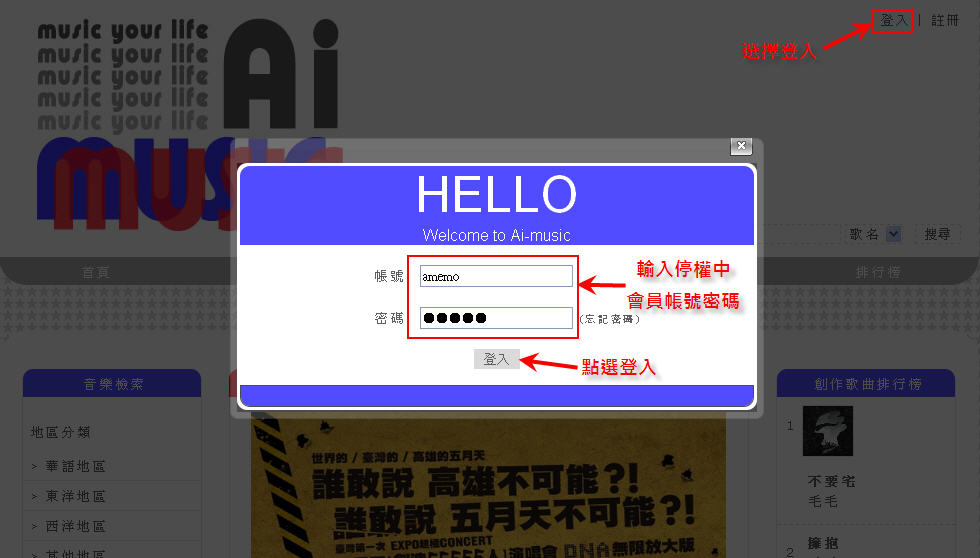 music your life
music your life
music your life
music your life
music your life
Ai
music
登入 | 註冊
選擇登入
歌名
搜尋
首頁
排行榜
HELLO
Welcome to Ai-music
帳號
amemo
密碼
●●●●●
(忘記密碼)
登入
輸入停權中
會員帳號密碼
點選登入
音樂檢索
地區分類
> 華語地區
> 東洋地區
> 西洋地區
> 其他地區
世界的 / 臺灣的 / 高雄的五月天
誰敢說 高雄不可能?!
誰敢說 五月天不可能?!
臺灣第一次 EXPO超極CONCERT
人]演唱會 DNA無限放大版
創作歌曲排行榜
1
不要宅
毛毛
2
擁抱